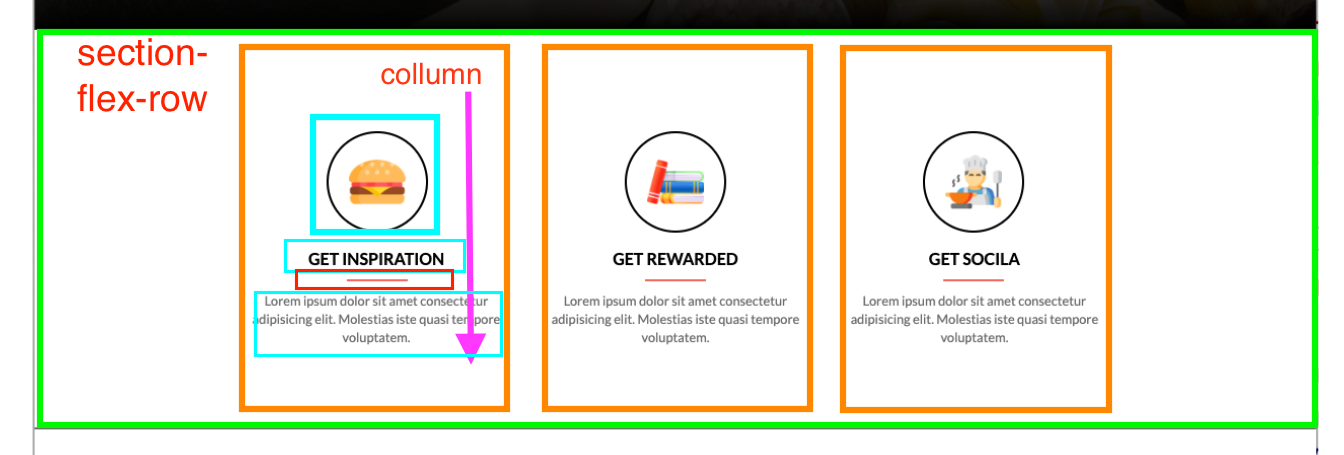 section-
flex-row
collumn
GET INSPIRATION
Lorem ipsum dolor sit amet consectetur
adipisicing elit. Molestias iste quasi tempore
voluptatem.
GET REWARDED
Lorem ipsum dolor sit amet consectetur
adipisicing elit. Molestias iste quasi tempore
voluptatem.
GET SOCILA
Lorem ipsum dolor sit amet consectetur
adipisicing elit. Molestias iste quasi tempore
voluptatem.